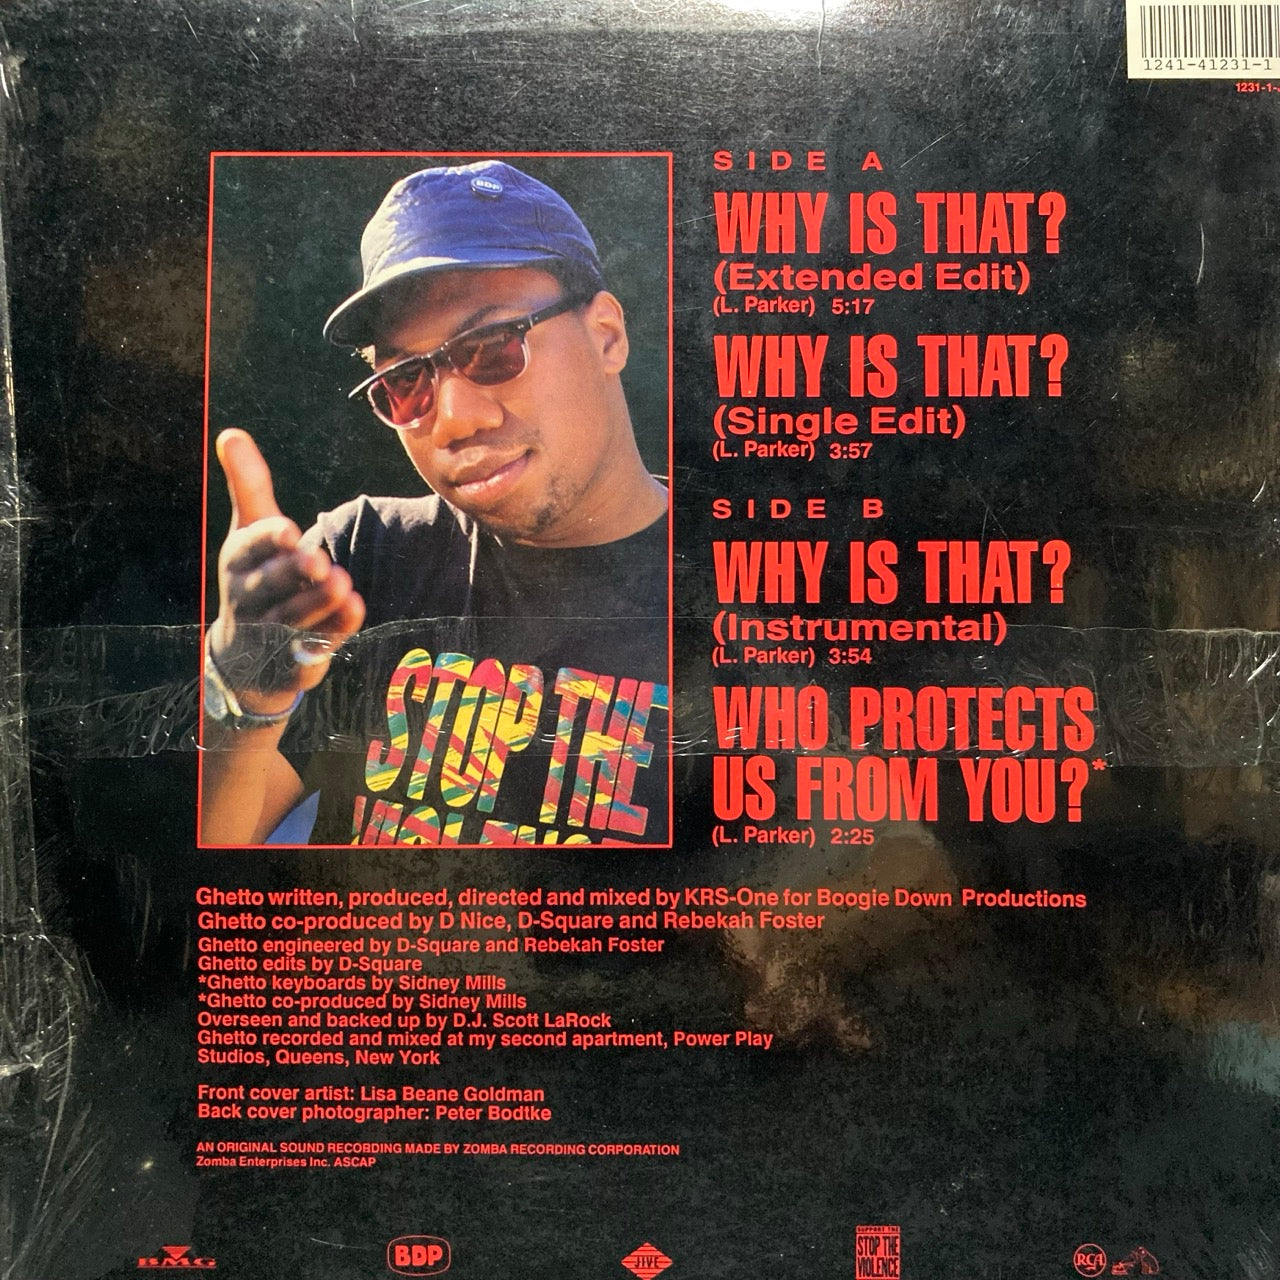 1241-41231-1
1231-1-
BDP
SIDE A
WHY IS THAT?
(Extended Edit)
(L. Parker) 5:17
WHY IS THAT?
(Single Edit)
(L. Parker) 3:57
SIDE B
WHY IS THAT?
(Instrumental)
(L. Parker) 3:54
WHO PROTECTS
US FROM YOU?*
(L. Parker) 2:25
STOP THE
VIOLENCE
Ghetto written, produced, directed and mixed by KRS-One for Boogie Down Productions
Ghetto co-produced by D Nice, D-Square and Rebekah Foster
Ghetto engineered by D-Square and Rebekah Foster
Ghetto edits by D-Square
*Ghetto keyboards by Sidney Mills
*Ghetto co-produced by Sidney Mills
Overseen and backed up by D.J. Scott LaRock
Ghetto recorded and mixed at my second apartment, Power Play
Studios, Queens, New York
Front cover artist: Lisa Beane Goldman
Back cover photographer: Peter Bodtke
AN ORIGINAL SOUND RECORDING MADE BY ZOMBA RECORDING CORPORATION
Zomba Enterprises Inc. ASCAP
BMG
BDP
JIVE
SUPPORT THE
STOP THE
VIOLENCE
RCA